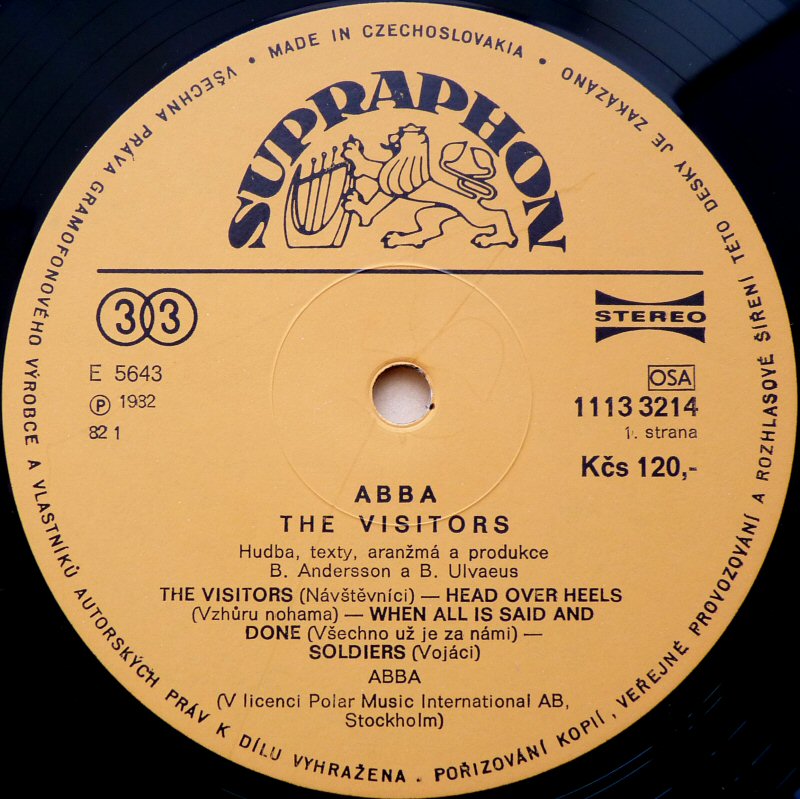 • MADE IN CZECHOSLOVAKIA •
SUPRAPHON
33
STEREO
E 5643
Ⓟ 1982
82 1
OSA
1113 3214
1. strana
Kčs 120,-
ABBA
THE VISITORS
Hudba, texty, aranžmá a produkce
B. Andersson a B. Ulvaeus
THE VISITORS (Návštěvníci) — HEAD OVER HEELS
(Vzhůru nohama) — WHEN ALL IS SAID AND
DONE (Všechno už je za námi) —
SOLDIERS (Vojáci)
ABBA
(V licenci Polar Music International AB,
Stockholm)
VŠECHNA PRÁVA GRAMOFONOVÉHO VÝROBCE A VLASTNÍKŮ AUTORSKÝCH PRÁV K DÍLU VYHRAŽENA . POŘIZOVÁNÍ KOPIÍ , VEŘEJNÉ PROVOZOVÁNÍ A ROZHLASOVÉ ŠÍŘENÍ TÉTO DESKY JE ZAKÁZÁNO